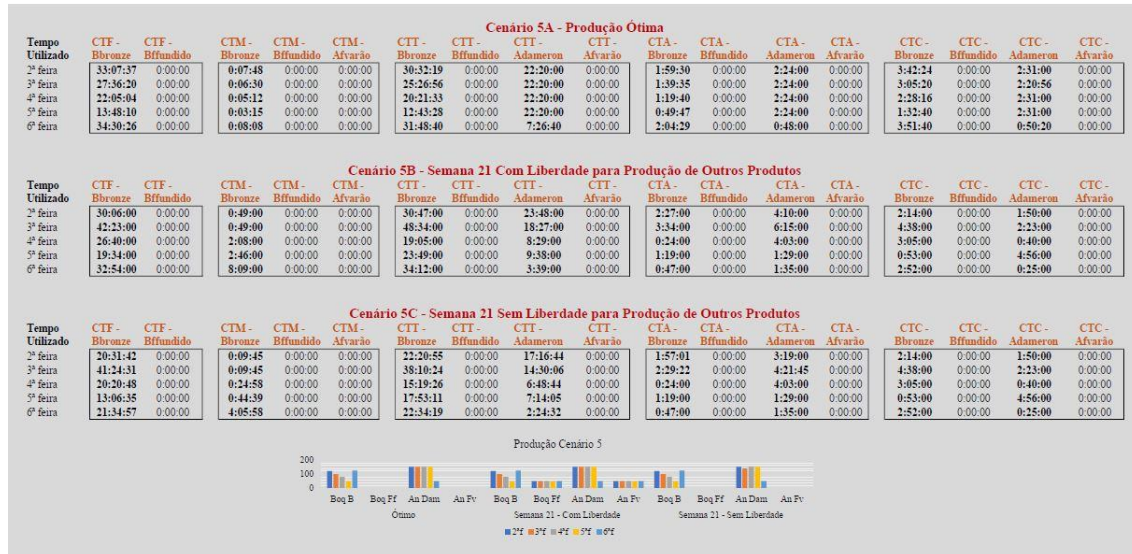 Cenário 5A - Produção Ótima
Tempo CTF - CTF - CTM - CTM - CTM - CTT - CTT - CTT - CTT - CTA - CTA - CTA - CTA - CTC - CTC - CTC - CTC -
Utilizado Bbronze Bffundido Bbronze Bffundido Afvarão Bbronze Bffundido Adameron Afvarão Bbronze Bffundido Adameron Afvarão Bbronze Bffundido Adameron Afvarão
2ª feira 33:07:37 0:00:00 0:07:48 0:00:00 0:00:00 30:32:19 0:00:00 22:20:00 0:00:00 1:59:30 0:00:00 2:24:00 0:00:00 3:42:24 0:00:00 2:31:00 0:00:00
3ª feira 27:36:20 0:00:00 0:06:30 0:00:00 0:00:00 25:26:56 0:00:00 22:20:00 0:00:00 1:39:35 0:00:00 2:24:00 0:00:00 3:05:20 0:00:00 2:20:56 0:00:00
4ª feira 22:05:04 0:00:00 0:05:12 0:00:00 0:00:00 20:21:33 0:00:00 22:20:00 0:00:00 1:19:40 0:00:00 2:24:00 0:00:00 2:28:16 0:00:00 2:31:00 0:00:00
5ª feira 13:48:10 0:00:00 0:03:15 0:00:00 0:00:00 12:43:28 0:00:00 22:20:00 0:00:00 0:49:47 0:00:00 2:24:00 0:00:00 1:32:40 0:00:00 2:31:00 0:00:00
6ª feira 34:30:26 0:00:00 0:08:08 0:00:00 0:00:00 31:48:40 0:00:00 7:26:40 0:00:00 2:04:29 0:00:00 0:48:00 0:00:00 3:51:40 0:00:00 0:50:20 0:00:00
Cenário 5B - Semana 21 Com Liberdade para Produção de Outros Produtos
Tempo CTF - CTF - CTM - CTM - CTM - CTT - CTT - CTT - CTT - CTA - CTA - CTA - CTA - CTC - CTC - CTC - CTC -
Utilizado Bbronze Bffundido Bbronze Bffundido Afvarão Bbronze Bffundido Adameron Afvarão Bbronze Bffundido Adameron Afvarão Bbronze Bffundido Adameron Afvarão
2ª feira 30:06:00 0:00:00 0:49:00 0:00:00 0:00:00 30:47:00 0:00:00 23:48:00 0:00:00 2:27:00 0:00:00 4:10:00 0:00:00 2:14:00 0:00:00 1:50:00 0:00:00
3ª feira 42:23:00 0:00:00 0:49:00 0:00:00 0:00:00 48:34:00 0:00:00 18:27:00 0:00:00 3:34:00 0:00:00 6:15:00 0:00:00 4:38:00 0:00:00 2:23:00 0:00:00
4ª feira 26:40:00 0:00:00 2:08:00 0:00:00 0:00:00 19:05:00 0:00:00 8:29:00 0:00:00 0:24:00 0:00:00 4:03:00 0:00:00 3:05:00 0:00:00 0:40:00 0:00:00
5ª feira 19:34:00 0:00:00 2:46:00 0:00:00 0:00:00 23:49:00 0:00:00 9:38:00 0:00:00 1:19:00 0:00:00 1:29:00 0:00:00 0:53:00 0:00:00 4:56:00 0:00:00
6ª feira 32:54:00 0:00:00 8:09:00 0:00:00 0:00:00 34:12:00 0:00:00 3:39:00 0:00:00 0:47:00 0:00:00 1:35:00 0:00:00 2:52:00 0:00:00 0:25:00 0:00:00
Cenário 5C - Semana 21 Sem Liberdade para Produção de Outros Produtos
Tempo CTF - CTF - CTM - CTM - CTM - CTT - CTT - CTT - CTT - CTA - CTA - CTA - CTA - CTC - CTC - CTC - CTC -
Utilizado Bbronze Bffundido Bbronze Bffundido Afvarão Bbronze Bffundido Adameron Afvarão Bbronze Bffundido Adameron Afvarão Bbronze Bffundido Adameron Afvarão
2ª feira 20:31:42 0:00:00 0:09:45 0:00:00 0:00:00 22:20:55 0:00:00 17:16:44 0:00:00 1:57:01 0:00:00 3:19:00 0:00:00 2:14:00 0:00:00 1:50:00 0:00:00
3ª feira 41:24:31 0:00:00 0:09:45 0:00:00 0:00:00 38:10:24 0:00:00 14:30:06 0:00:00 2:29:22 0:00:00 4:21:45 0:00:00 4:38:00 0:00:00 2:23:00 0:00:00
4ª feira 20:20:48 0:00:00 0:24:58 0:00:00 0:00:00 15:19:26 0:00:00 6:48:44 0:00:00 0:24:00 0:00:00 4:03:00 0:00:00 3:05:00 0:00:00 0:40:00 0:00:00
5ª feira 13:06:35 0:00:00 0:44:39 0:00:00 0:00:00 17:53:11 0:00:00 7:14:05 0:00:00 1:19:00 0:00:00 1:29:00 0:00:00 0:53:00 0:00:00 4:56:00 0:00:00
6ª feira 21:34:57 0:00:00 4:05:58 0:00:00 0:00:00 22:34:19 0:00:00 2:24:32 0:00:00 0:47:00 0:00:00 1:35:00 0:00:00 2:52:00 0:00:00 0:25:00 0:00:00
Produção Cenário 5
200
100
0
Boq B Boq Ff An Dam An Fv Boq B Boq Ff An Dam An Fv Boq B Boq Ff An Dam An Fv
Ótimo Semana 21 - Com Liberdade Semana 21 - Sem Liberdade
2ªf 3ªf 4ªf 5ªf 6ªf